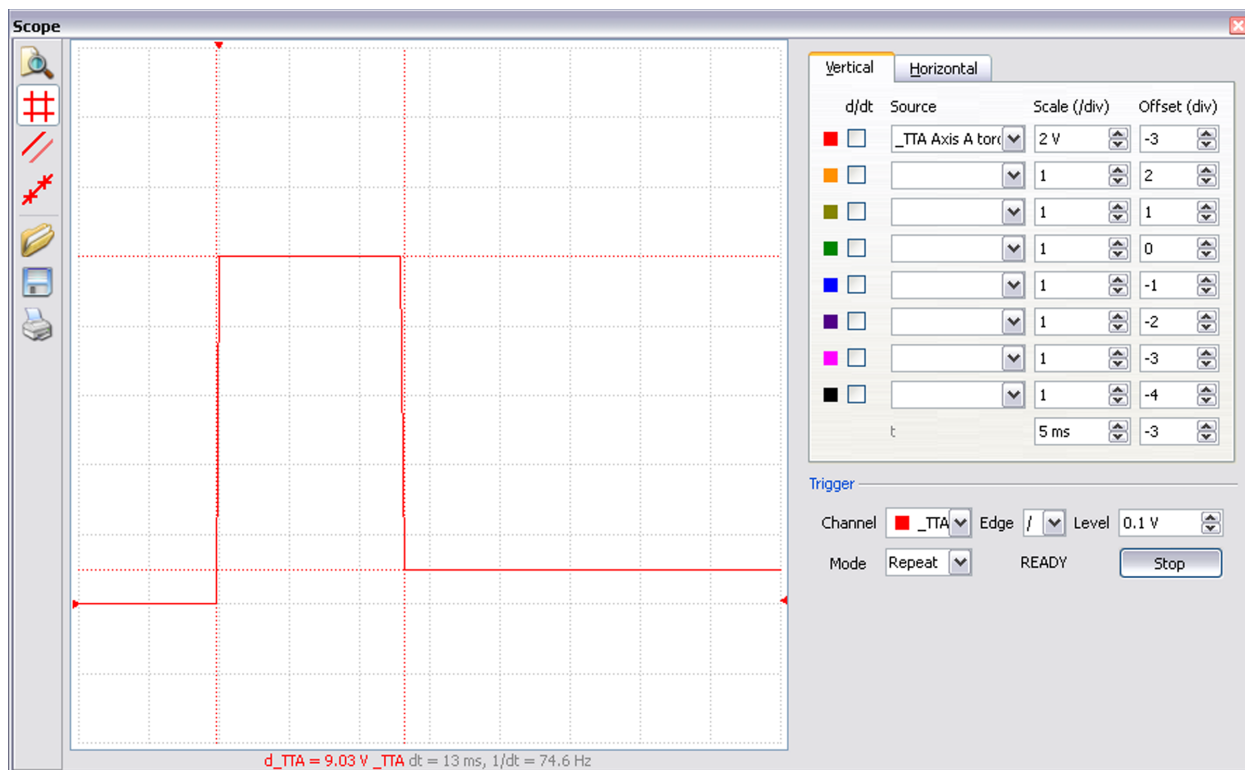 Scope
Vertical Horizontal
d/dt Source Scale (/div) Offset (div)
_TTA Axis A torc 2 V -3
1 2
1 1
1 0
1 -1
1 -2
1 -3
1 -4
t 5 ms -3
Trigger
Channel _TTA Edge / Level 0.1 V
Mode Repeat READY Stop
d_TTA = 9.03 V _TTA dt = 13 ms, 1/dt = 74.6 Hz